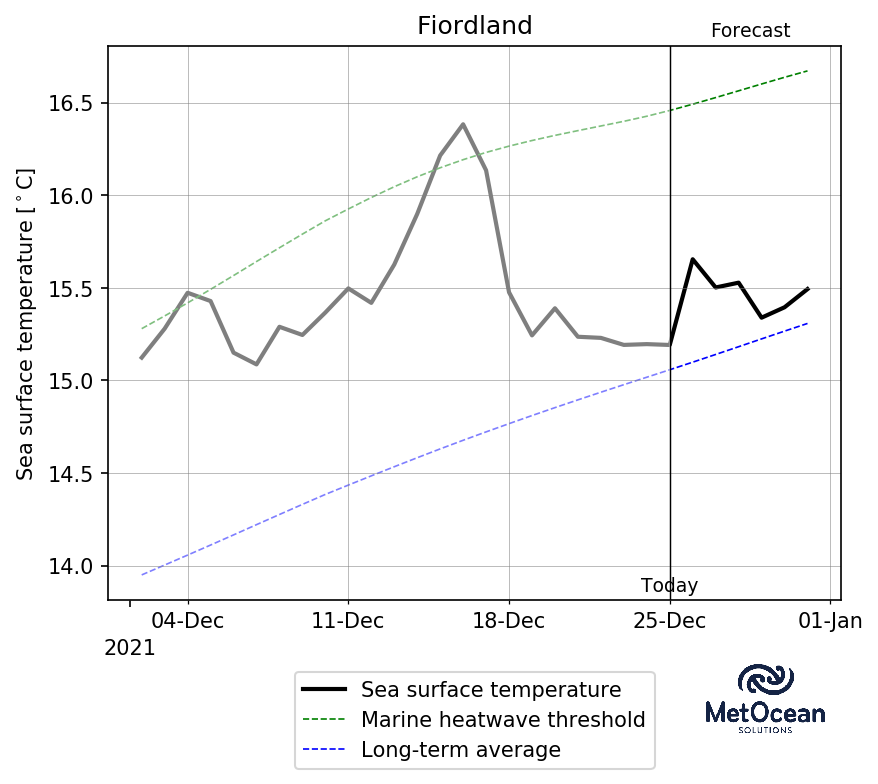 Fiordland
Forecast
Sea surface temperature [°C]
16.5
16.0
15.5
15.0
14.5
14.0
Today
04-Dec 11-Dec 18-Dec 25-Dec 01-Jan
2021
Sea surface temperature
Marine heatwave threshold
Long-term average
MetOcean
SOLUTIONS